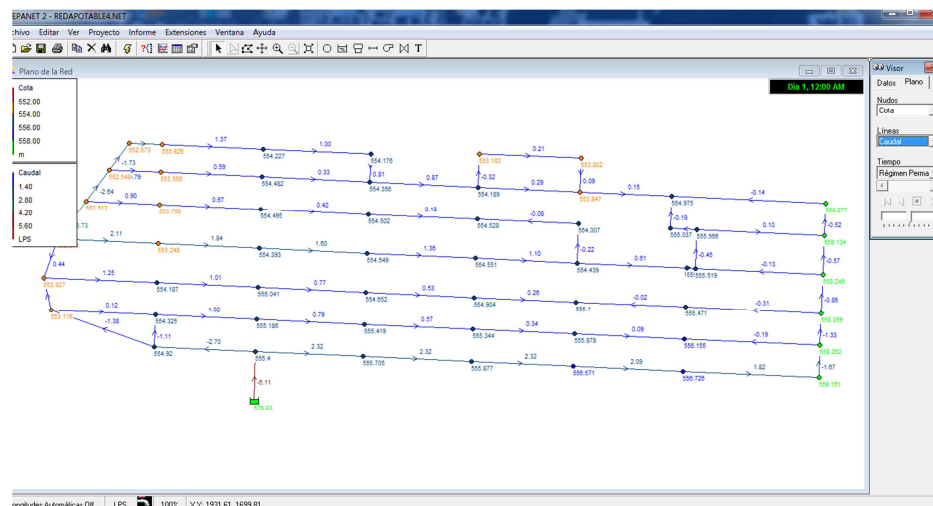 EPANET 2 - REDAPOTABLE4.NET
chivo Editar Ver Proyecto Informe Extensiones Ventana Ayuda
T
Plano de la Red
Día 1, 12:00 AM
Cota
552.00
554.00
556.00
558.00
m
Caudal
1.40
2.80
4.20
5.60
LPS
Visor
Datos Plano
Nudos
Cota
Líneas
Caudal
Tiempo
Régimen Perma
552.573 553.826 1.37 554.227 1.00 554.176
553.183 0.21 553.802
-1.73 0.59 0.33 0.81 0.87 -0.32 0.29 0.09 0.15 -0.14
553.556 554.482 554.356 554.189 553.847 554.975 558.277
-2.64 0.90 0.67 0.42 0.18 -0.08 -0.19 0.10 -0.52
554.495 554.502 554.528 554.307 555.037 558.134
2.11 1.84 1.60 1.36 1.10 -0.22 0.61 -0.45 -0.13 -0.57
553.248 554.393 554.549 554.551 554.439 555.519 558.246
0.44 1.25 1.01 0.77 0.53 0.26 -0.02 -0.31 -0.86
552.827 554.187 555.041 554.652 554.904 555.1 555.471 558.359
0.12 1.02 0.79 0.57 0.34 0.09 -0.19 -1.33
553.116 554.325 555.186 555.419 555.344 555.878 556.155 558.252
-1.38 -1.11 -2.70 2.32 2.32 2.32 2.09 1.82 -1.67
554.92 555.4 555.705 555.877 556.571 556.726 558.151
-5.11
578.83
LPS 100% X,Y: 1931.61, 1699.81